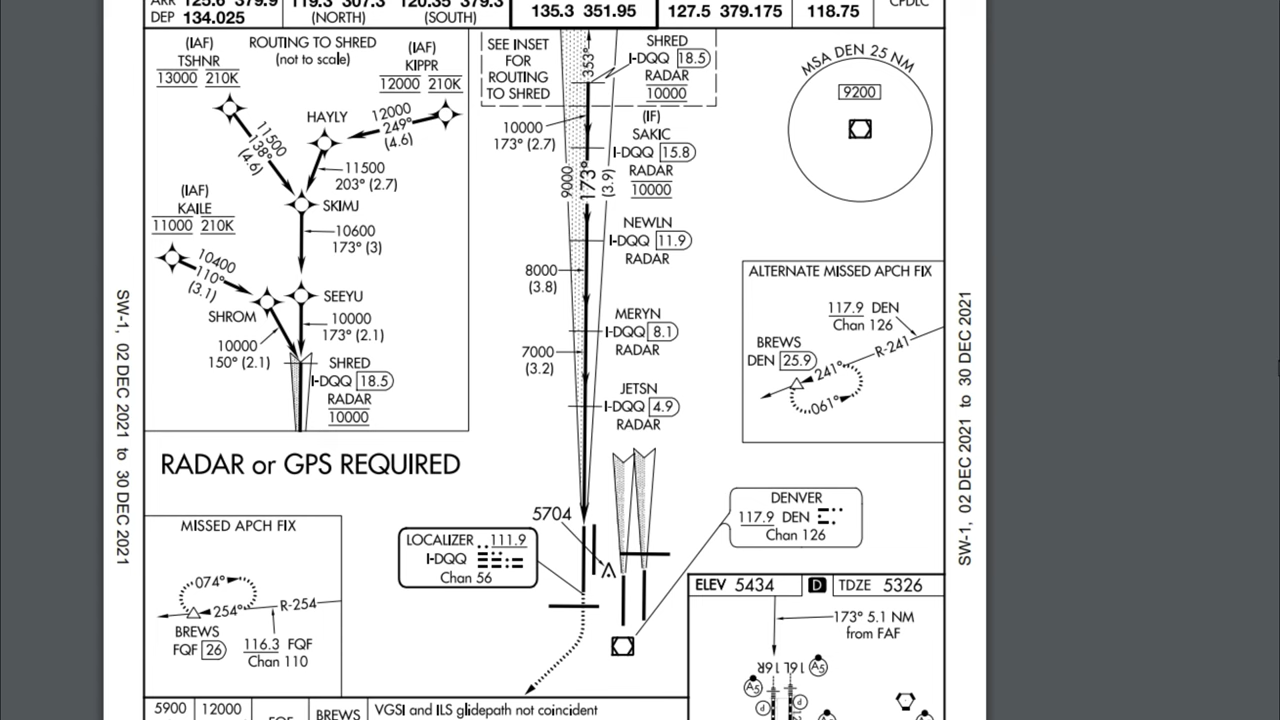 ARR 125.6 379.9
DEP 134.025
119.3 307.3
(NORTH)
120.35 379.3
(SOUTH)
135.3 351.95
127.5 379.175
118.75
CPDLC
ROUTING TO SHRED
(not to scale)
(IAF)
TSHNR
13000 210K
(IAF)
KIPPR
12000 210K
HAYLY
12000
249°
(4.6)
11500
138°
(4.6)
11500
203° (2.7)
SKIMJ
(IAF)
KAILE
11000 210K
10600
173° (3)
10400
110°
(3.1)
SEEYU
SHROM
10000
173° (2.1)
10000
150° (2.1)
SHRED
I-DQQ 18.5
RADAR
10000
SEE INSET
FOR
ROUTING
TO SHRED
353°
SHRED
I-DQQ 18.5
RADAR
10000
10000
173° (2.7)
(IF)
SAKIC
I-DQQ 15.8
RADAR
10000
9000
173°
(3.9)
NEWLN
I-DQQ 11.9
RADAR
8000
(3.8)
MERYN
I-DQQ 8.1
RADAR
7000
(3.2)
JETSN
I-DQQ 4.9
RADAR
MSA DEN 25 NM
9200
ALTERNATE MISSED APCH FIX
117.9 DEN
Chan 126
BREWS
DEN 25.9
R-241
241°
061°
RADAR or GPS REQUIRED
5704
LOCALIZER 111.9
I-DQQ
Chan 56
DENVER
117.9 DEN
Chan 126
MISSED APCH FIX
074°
254°
R-254
BREWS
FQF 26
116.3 FQF
Chan 110
ELEV 5434
D
TDZE 5326
173° 5.1 NM
from FAF
16R
16L
A5
A5
P
P
5900
12000
FQF
BREWS
VGSI and ILS glidepath not coincident
SW-1, 02 DEC 2021 to 30 DEC 2021
SW-1, 02 DEC 2021 to 30 DEC 2021